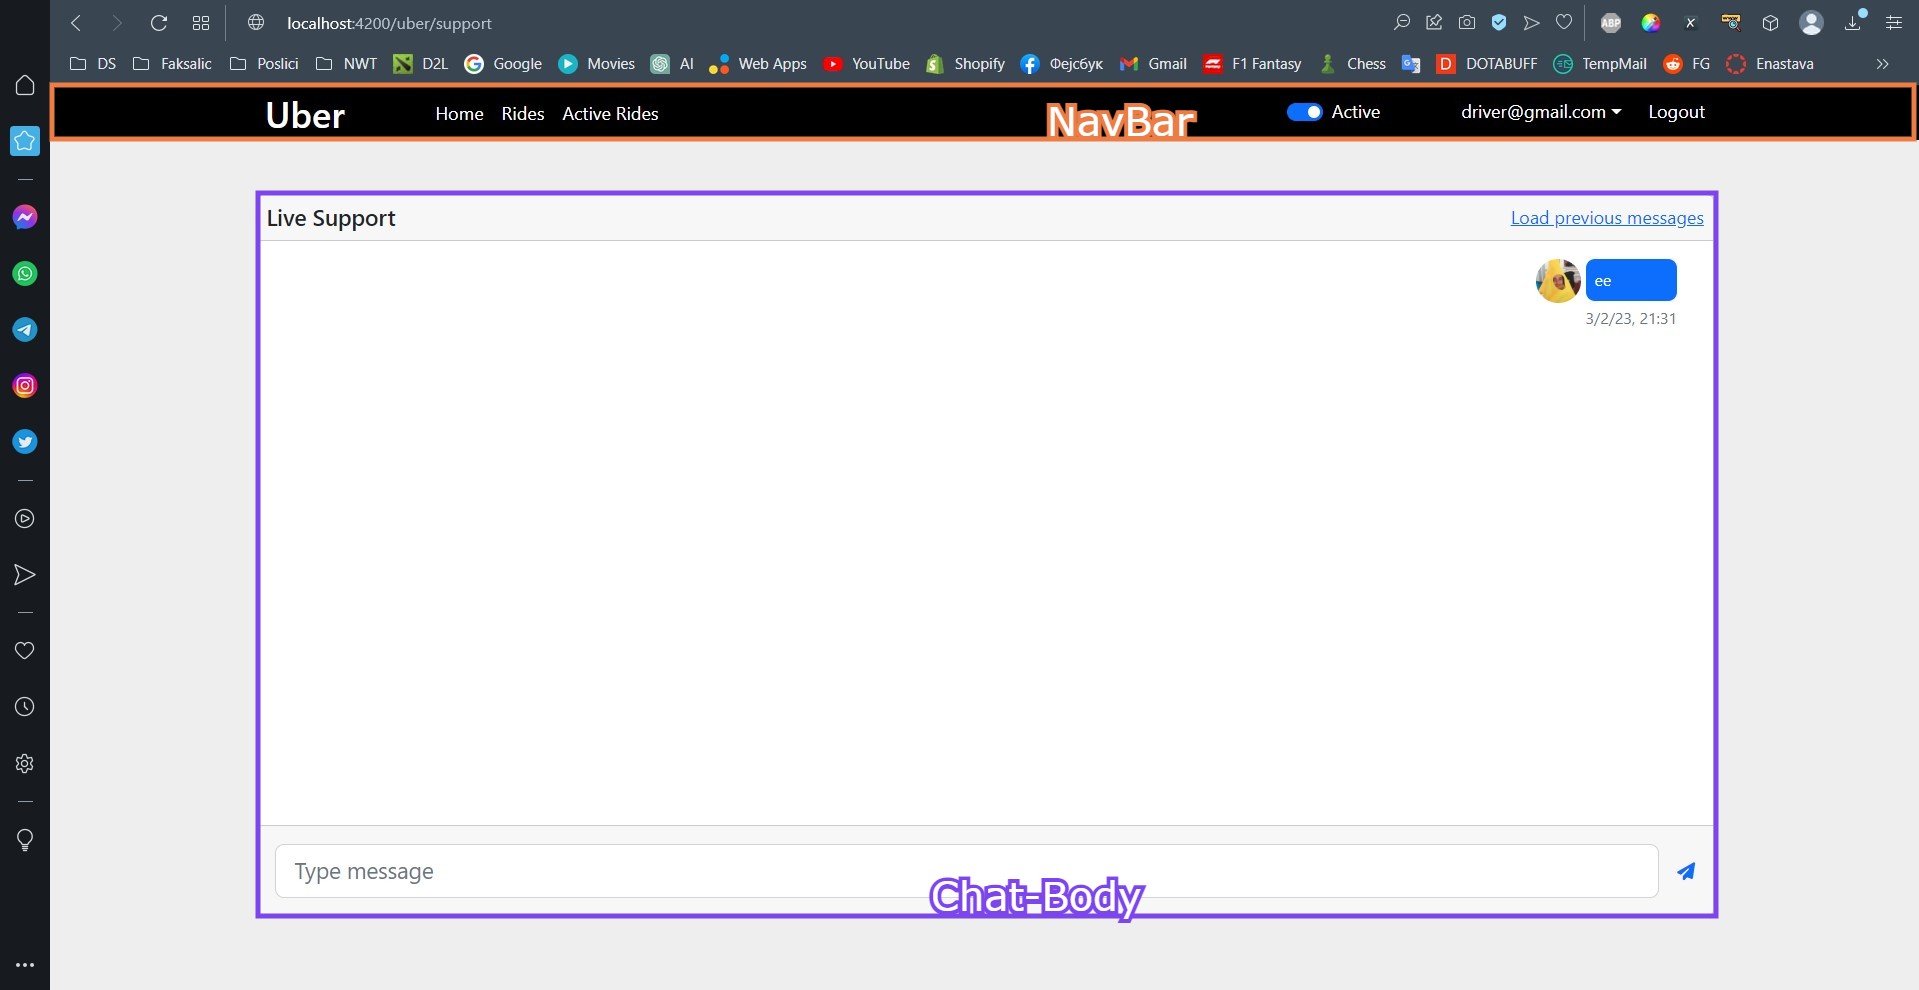 localhost:4200/uber/support
ABP
DS Faksalic Poslici NWT D2L Google Movies AI Web Apps YouTube Shopify Фејсбук Gmail F1 Fantasy Chess DOTABUFF TempMail FG Enastava
Uber Home Rides Active Rides NavBar Active driver@gmail.com Logout
Live Support Load previous messages
ee
3/2/23, 21:31
Type message
Chat-Body